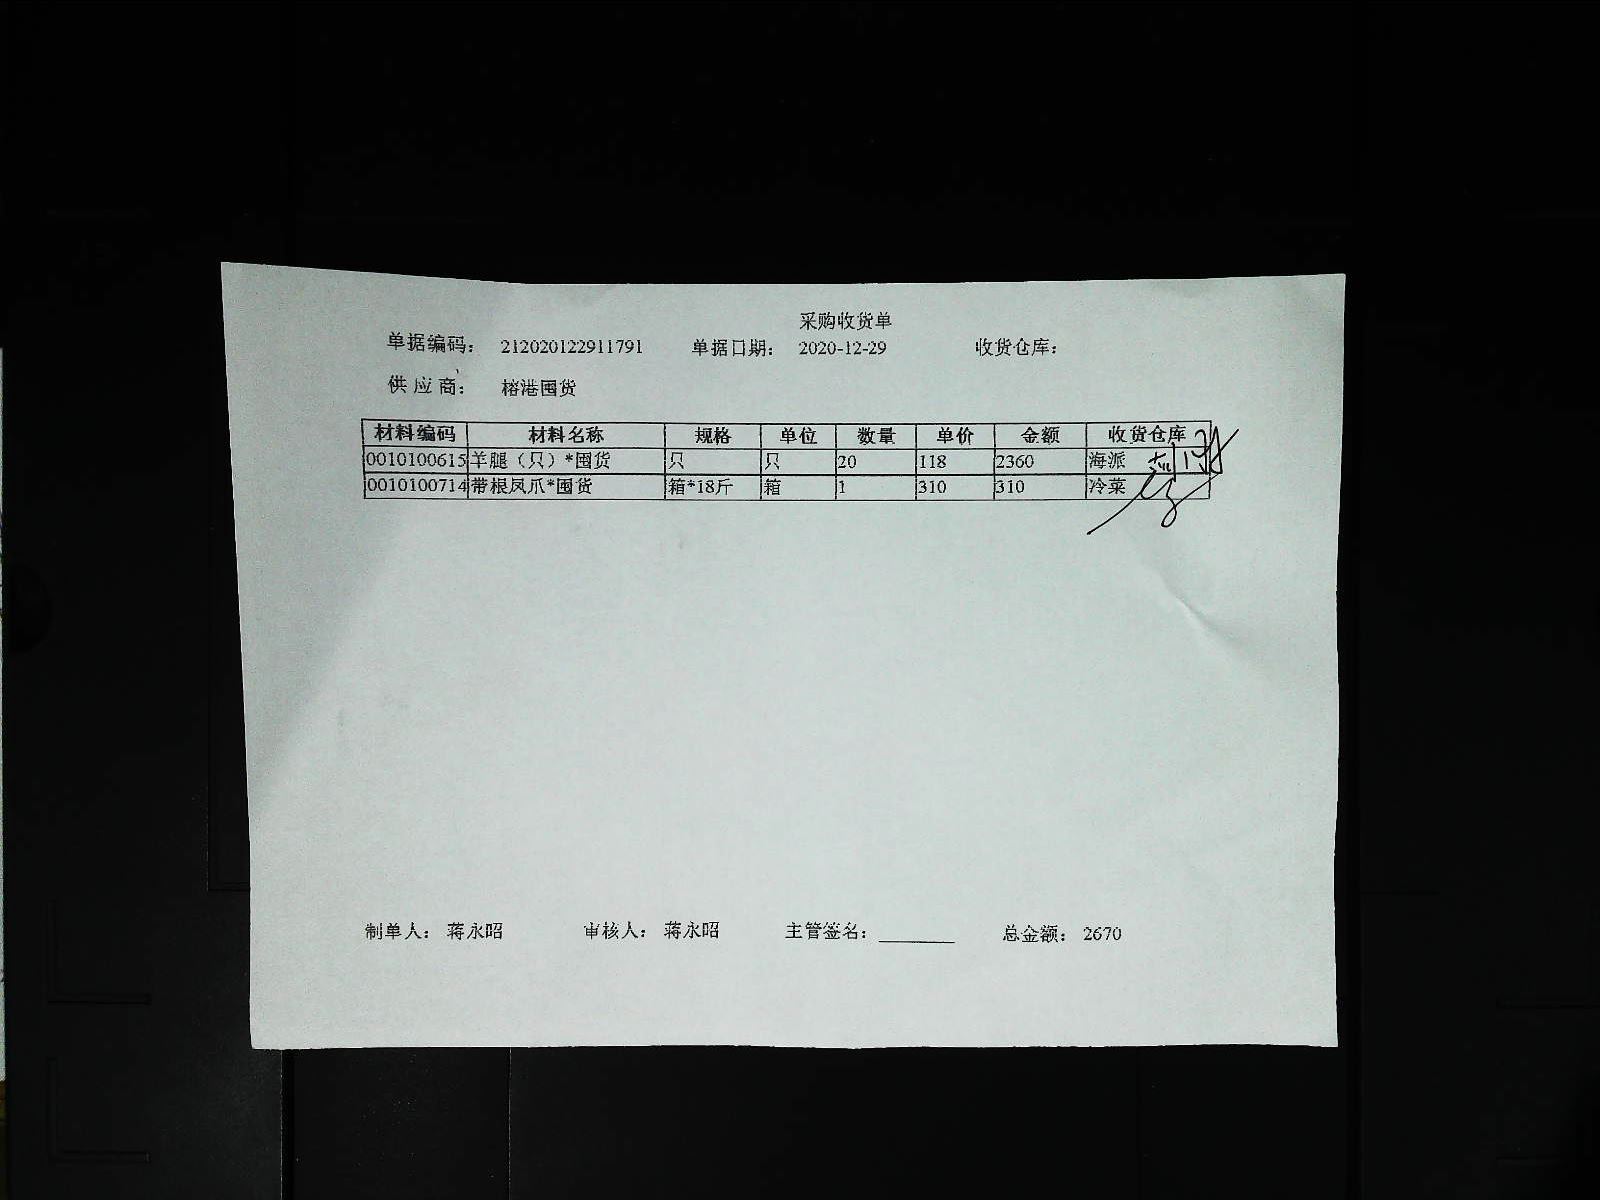 采购收货单
单据编码： 212020122911791 单据日期： 2020-12-29 收货仓库：
供应商： 榕港囤货
材料编码 材料名称 规格 单位 数量 单价 金额 收货仓库
0010100615 羊腿（只）*囤货 只 只 20 118 2360 海派
0010100714 带根凤爪*囤货 箱*18斤 箱 1 310 310 冷菜
制单人： 蒋永昭 审核人： 蒋永昭 主管签名：________ 总金额： 2670